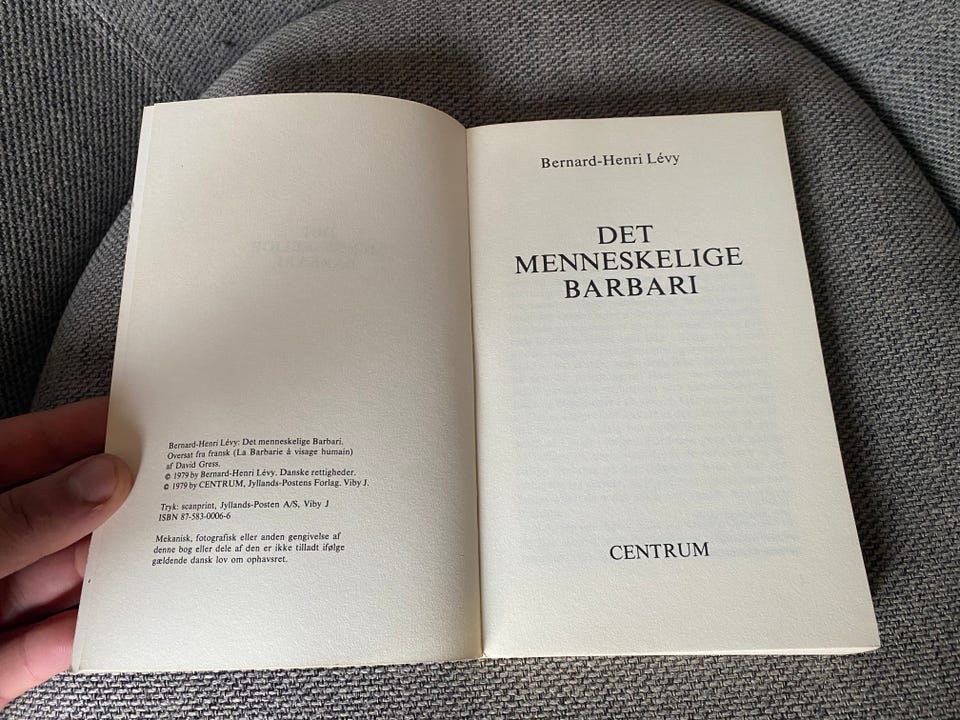 Bernard-Henri Lévy: Det menneskelige Barbari.
Oversat fra fransk (La Barbarie à visage humain)
af David Gress.
© 1979 by Bernard-Henri Lévy. Danske rettigheder.
© 1979 by CENTRUM, Jyllands-Postens Forlag. Viby J.
Tryk: scanprint, Jyllands-Posten A/S, Viby J
ISBN 87-583-0006-6
Mekanisk, fotografisk eller anden gengivelse af
denne bog eller dele af den er ikke tilladt ifølge
gældende dansk lov om ophavsret.
Bernard-Henri Lévy
DET
MENNESKELIGE
BARBARI
CENTRUM